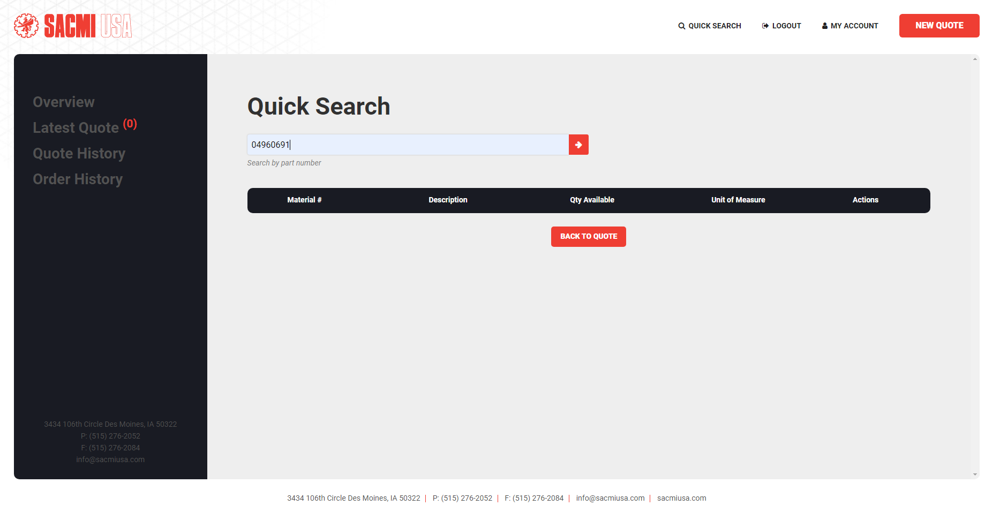 SACMI USA
QUICK SEARCH
LOGOUT
MY ACCOUNT
NEW QUOTE
Overview
Latest Quote (0)
Quote History
Order History
3434 106th Circle Des Moines, IA 50322
P: (515) 276-2052
F: (515) 276-2084
info@sacmiusa.com
Quick Search
04960691
Search by part number
Material # Description Qty Available Unit of Measure Actions
BACK TO QUOTE
3434 106th Circle Des Moines, IA 50322 | P: (515) 276-2052 | F: (515) 276-2084 | info@sacmiusa.com | sacmiusa.com